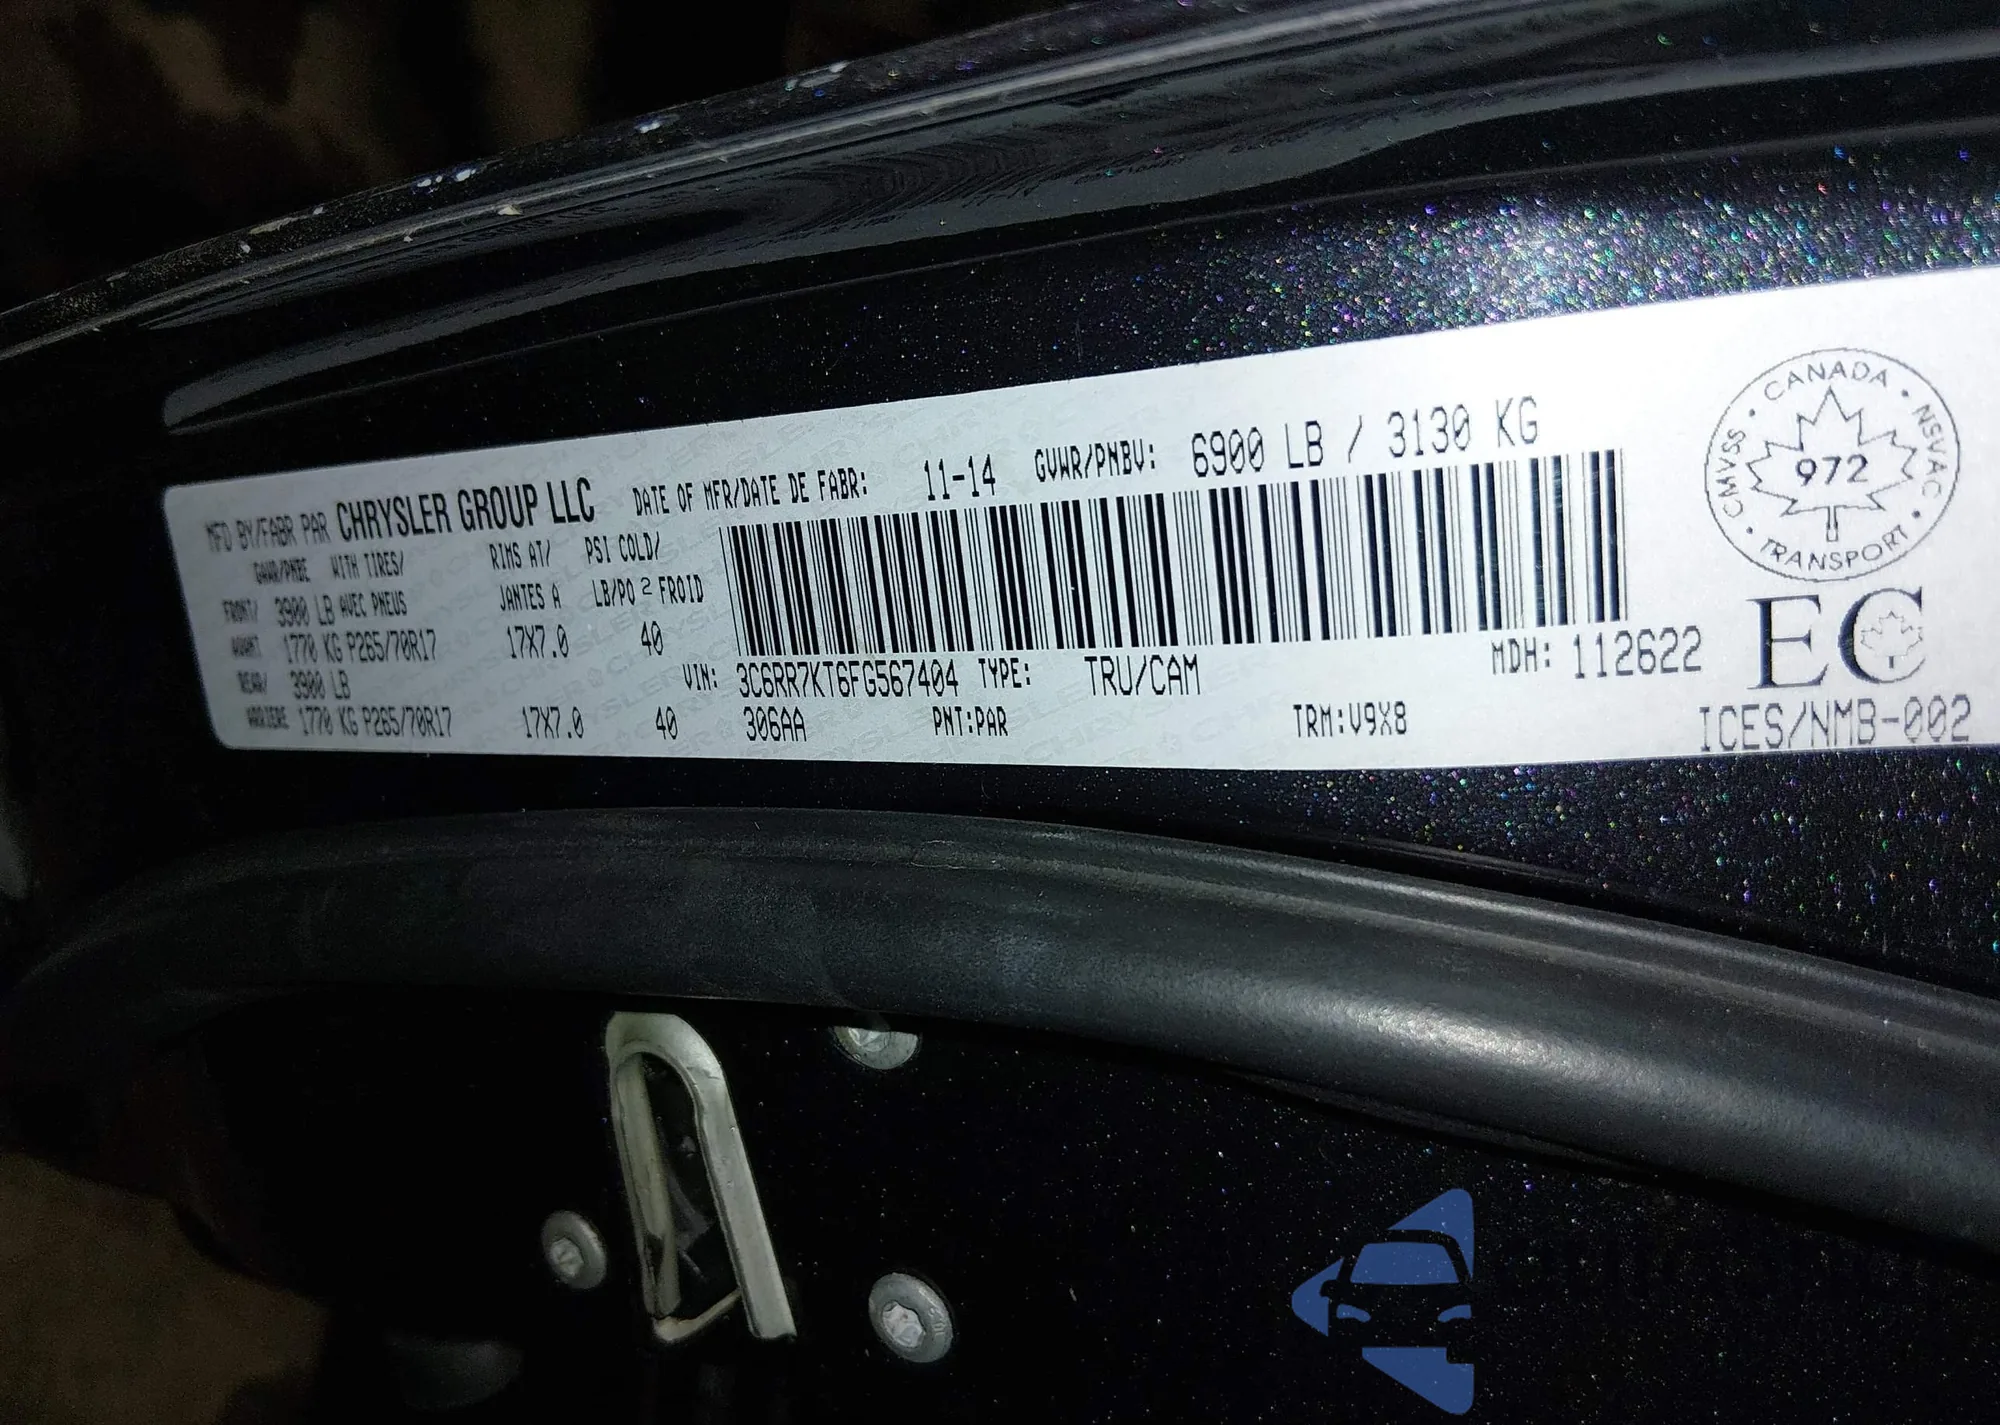 MFD BY/FABR PAR CHRYSLER GROUP LLC DATE OF MFR/DATE DE FABR: 11-14 GVWR/PNBV: 6900 LB / 3130 KG
GAWR/PNBE WITH TIRES/ RIMS AT/ PSI COLD/
FRONT/ 3900 LB AVEC PNEUS JANTES A LB/PO 2 FROID
AVANT 1770 KG P265/70R17 17X7.0 40
REAR/ 3900 LB
ARRIERE 1770 KG P265/70R17 17X7.0 40
VIN: 3C6RR7KT6FG567404 TYPE: TRU/CAM MDH: 112622
306AA PNT:PAR TRM:V9X8
CANADA · NSVAC · TRANSPORT · CMVSS ·
972
EC
ICES/NMB-002